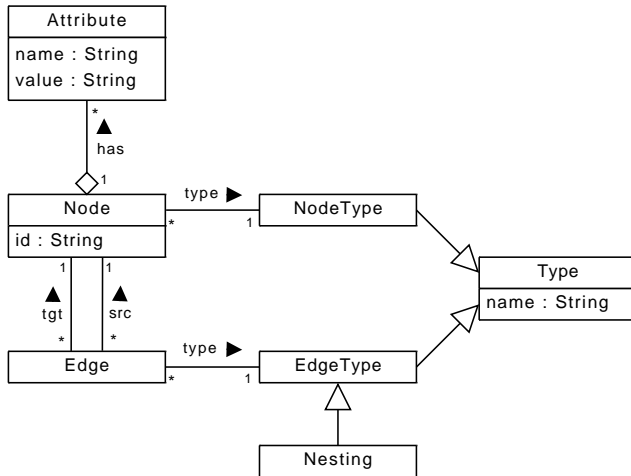 Attribute
name : String
value : String
*
has
1
Node
id : String
type
*
1
NodeType
Type
name : String
1
1
tgt
src
*
*
Edge
type
*
1
EdgeType
Nesting